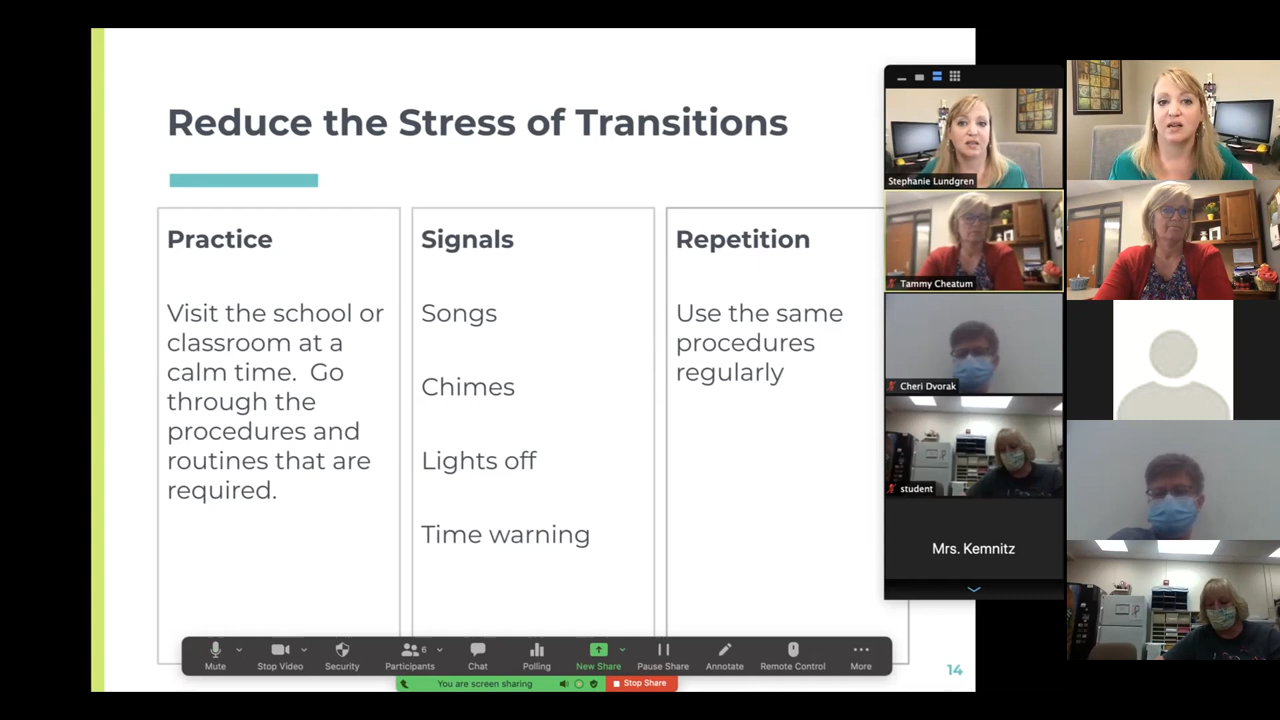 Reduce the Stress of Transitions
Practice
Visit the school or
classroom at a
calm time. Go
through the
procedures and
routines that are
required.
Signals
Songs
Chimes
Lights off
Time warning
Repetition
Use the same
procedures
regularly
Stephanie Lundgren
Tammy Cheatum
Cheri Dvorak
student
Mrs. Kemnitz
Mute
Stop Video
Security
6
Participants
Chat
Polling
New Share
Pause Share
Annotate
Remote Control
More
You are screen sharing
Stop Share
14